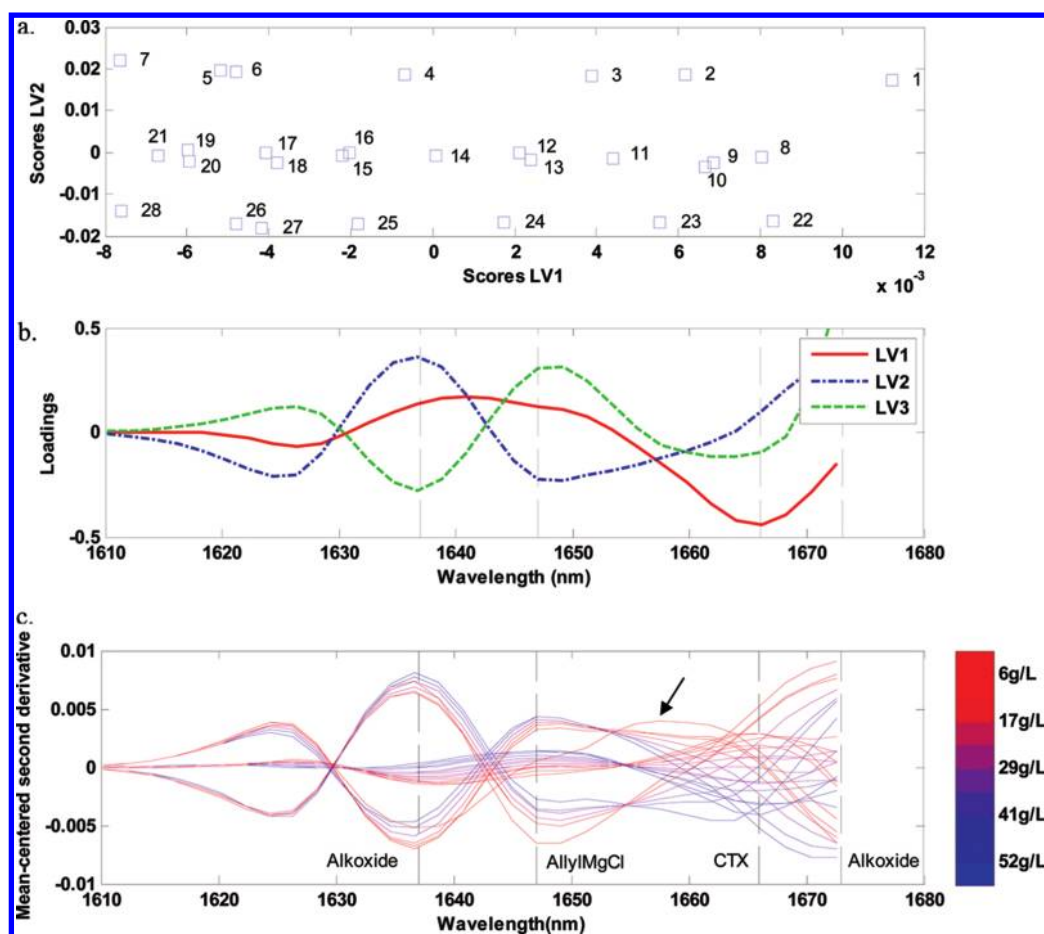 a.
0.03
0.02
0.01
0
-0.01
-0.02
Scores LV2
7
5
6
4
3
2
1
21
19
20
17
18
16
15
14
12
13
11
9
10
8
28
26
27
25
24
23
22
-8 -6 -4 -2 0 2 4 6 8 10 12
Scores LV1
x 10-3
b.
0.5
0
-0.5
Loadings
LV1
LV2
LV3
1610 1620 1630 1640 1650 1660 1670 1680
Wavelength (nm)
c.
0.01
0.005
0
-0.005
-0.01
Mean-centered second derivative
Alkoxide
AllylMgCl
CTX
Alkoxide
1610 1620 1630 1640 1650 1660 1670 1680
Wavelength(nm)
6g/L
17g/L
29g/L
41g/L
52g/L